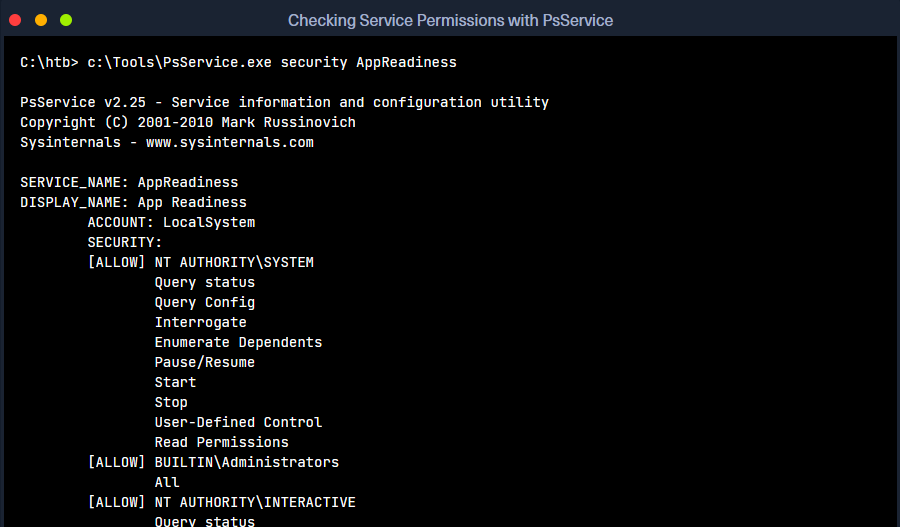 Checking Service Permissions with PsService
C:\htb> c:\Tools\PsService.exe security AppReadiness
PsService v2.25 - Service information and configuration utility
Copyright (C) 2001-2010 Mark Russinovich
Sysinternals - www.sysinternals.com
SERVICE_NAME: AppReadiness
DISPLAY_NAME: App Readiness
ACCOUNT: LocalSystem
SECURITY:
[ALLOW] NT AUTHORITY\SYSTEM
Query status
Query Config
Interrogate
Enumerate Dependents
Pause/Resume
Start
Stop
User-Defined Control
Read Permissions
[ALLOW] BUILTIN\Administrators
All
[ALLOW] NT AUTHORITY\INTERACTIVE
Query status